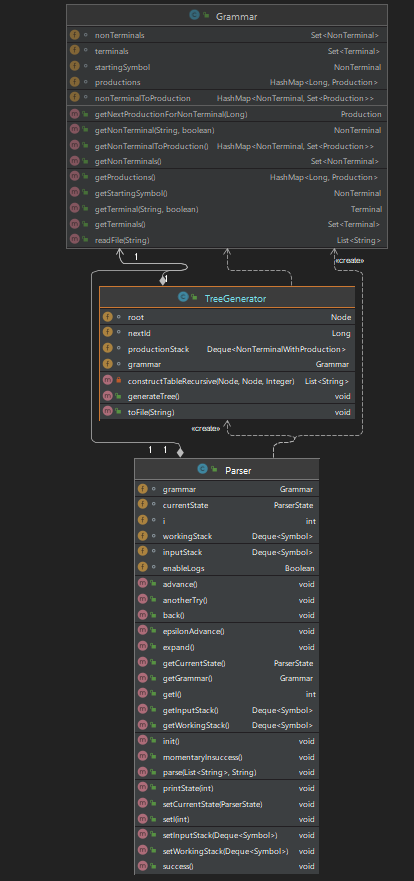 Grammar
nonTerminals Set<NonTerminal>
terminals Set<Terminal>
startingSymbol NonTerminal
productions HashMap<Long, Production>
nonTerminalToProduction HashMap<NonTerminal, Set<Production>>
getNextProductionForNonTerminal(Long) Production
getNonTerminal(String, boolean) NonTerminal
getNonTerminalToProduction() HashMap<NonTerminal, Set<Production>>
getNonTerminals() Set<NonTerminal>
getProductions() HashMap<Long, Production>
getStartingSymbol() NonTerminal
getTerminal(String, boolean) Terminal
getTerminals() Set<Terminal>
readFile(String) List<String>
1 «create»
1
TreeGenerator
root Node
nextId Long
productionStack Deque<NonTerminalWithProduction>
grammar Grammar
constructTableRecursive(Node, Node, Integer) List<String>
generateTree() void
toFile(String) void
«create»
1 1
Parser
grammar Grammar
currentState ParserState
i int
workingStack Deque<Symbol>
inputStack Deque<Symbol>
enableLogs Boolean
advance() void
anotherTry() void
back() void
epsilonAdvance() void
expand() void
getCurrentState() ParserState
getGrammar() Grammar
getI() int
getInputStack() Deque<Symbol>
getWorkingStack() Deque<Symbol>
init() void
momentaryInsuccess() void
parse(List<String>, String) void
printState(int) void
setCurrentState(ParserState) void
setI(int) void
setInputStack(Deque<Symbol>) void
setWorkingStack(Deque<Symbol>) void
success() void